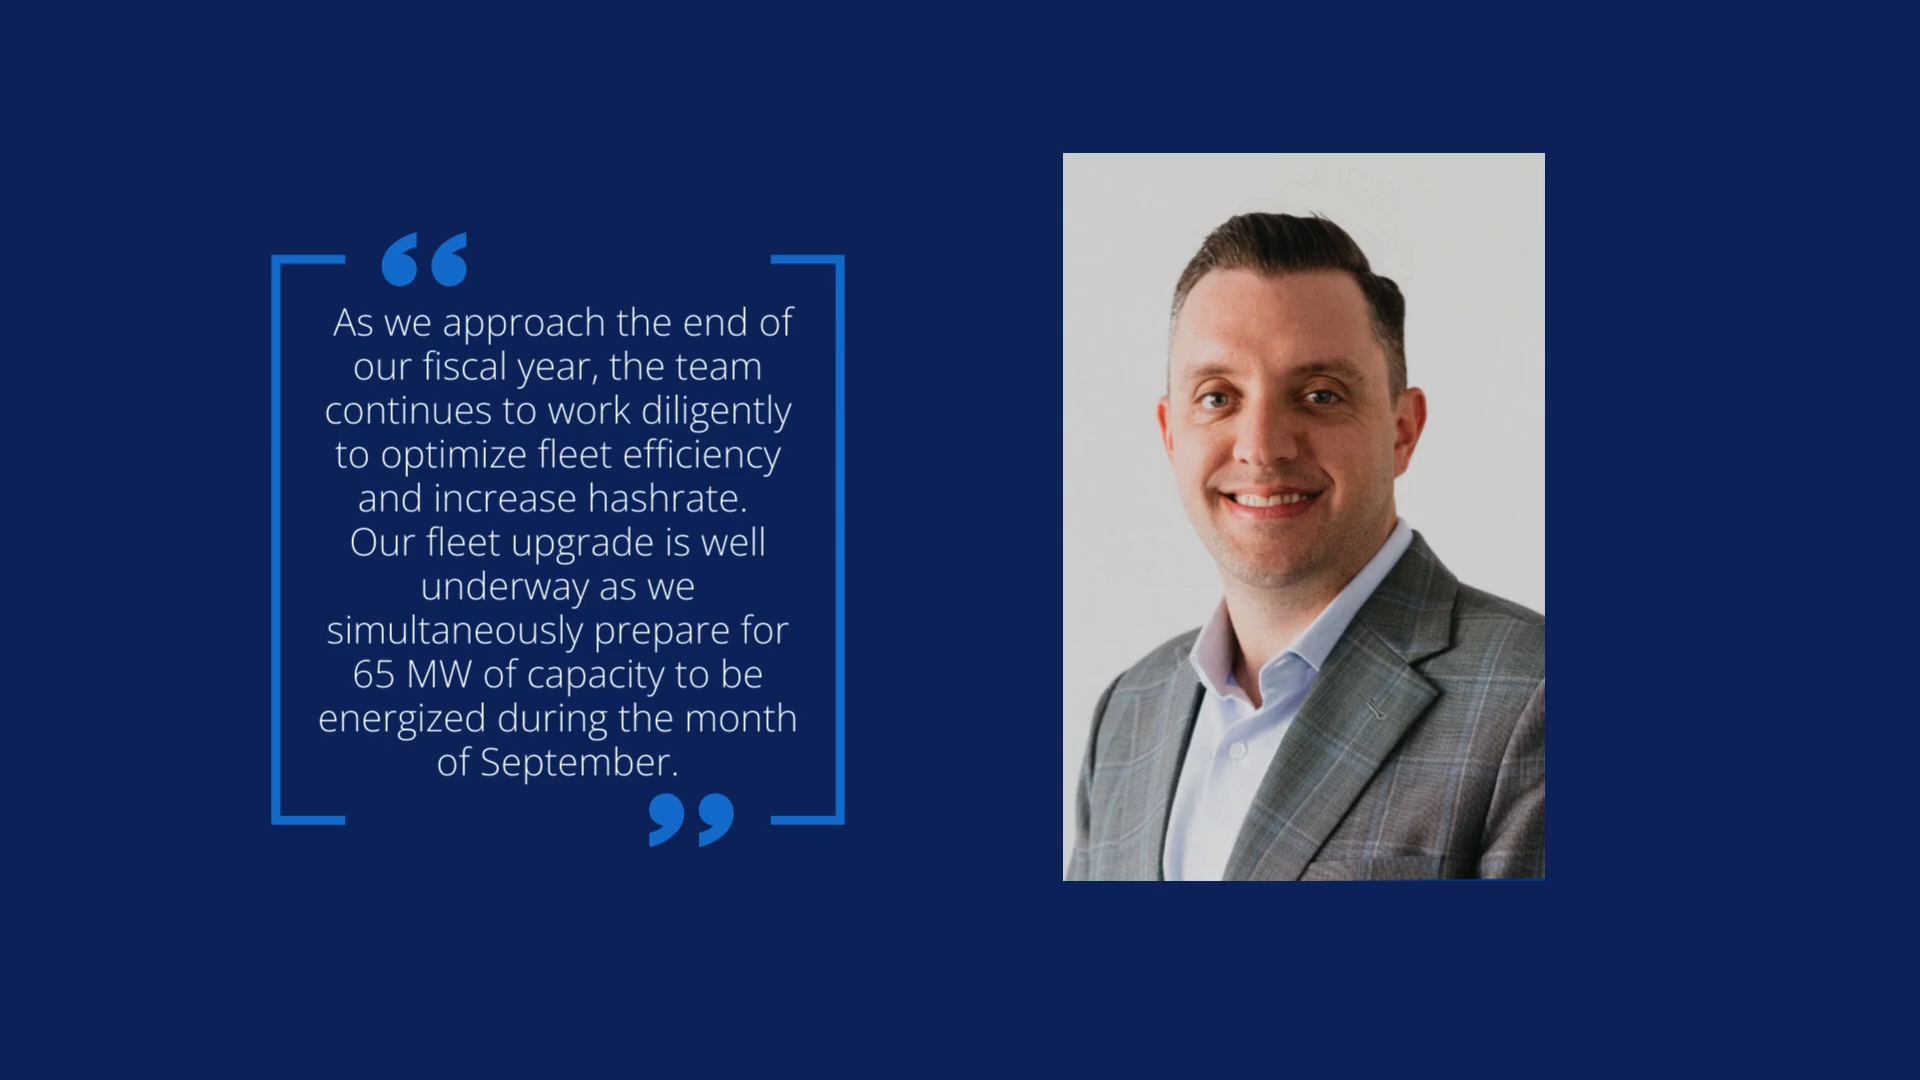 “
As we approach the end of
our fiscal year, the team
continues to work diligently
to optimize fleet efficiency
and increase hashrate.
Our fleet upgrade is well
underway as we
simultaneously prepare for
65 MW of capacity to be
energized during the month
of September.
”